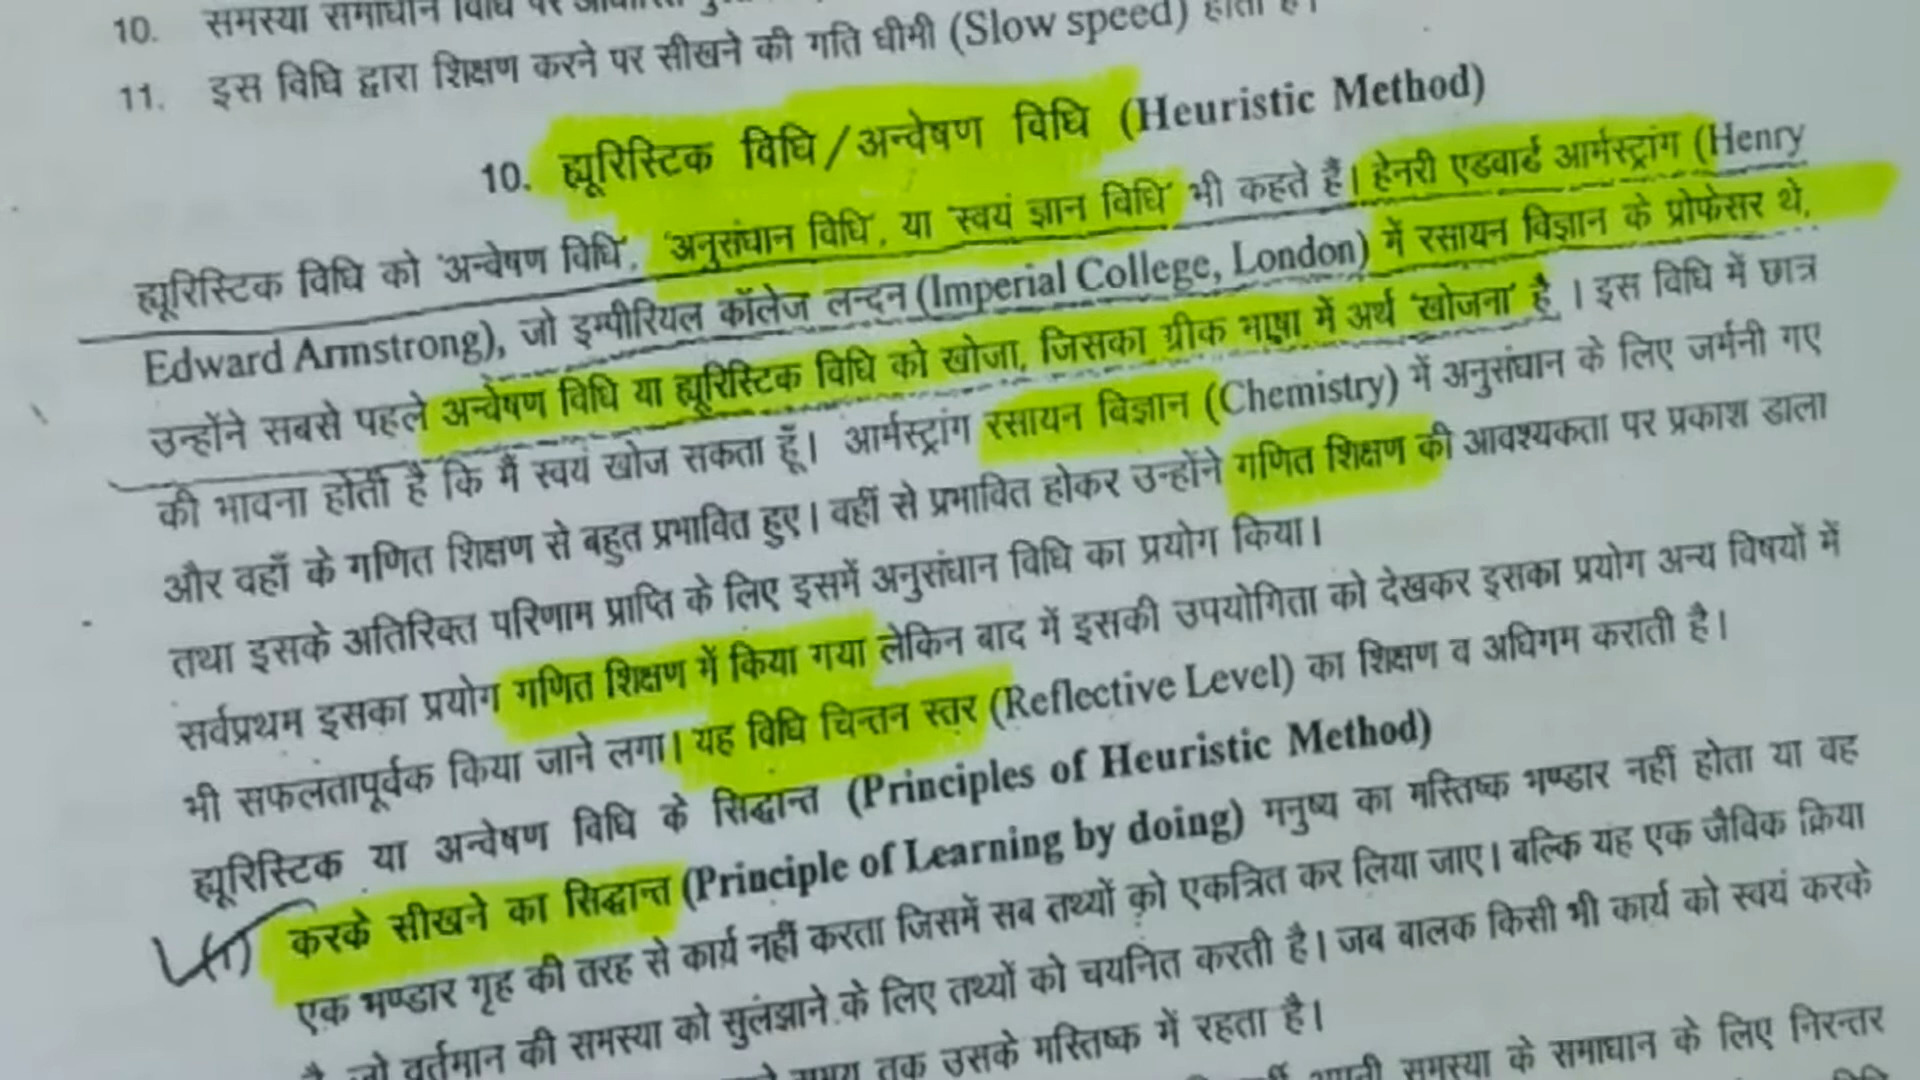 10. समस्या समाधान विधि पर आधारित
11. इस विधि द्वारा शिक्षण करने पर सीखने की गति धीमी (Slow speed) होती है।
10. ह्यूरिस्टिक विधि/अन्वेषण विधि (Heuristic Method)
ह्यूरिस्टिक विधि को 'अन्वेषण विधि', 'अनुसंधान विधि', या 'स्वयं ज्ञान विधि' भी कहते हैं। हेनरी एडवार्ड आर्मस्ट्रांग (Henry
Edward Armstrong), जो इम्पीरियल कॉलेज लन्दन (Imperial College, London) में रसायन विज्ञान के प्रोफेसर थे,
उन्होंने सबसे पहले अन्वेषण विधि या ह्यूरिस्टिक विधि को खोजा, जिसका ग्रीक भाषा में अर्थ 'खोजना' है । इस विधि में छात्र
की भावना होती है कि मैं स्वयं खोज सकता हूँ। आर्मस्ट्रांग रसायन विज्ञान (Chemistry) में अनुसंधान के लिए जर्मनी गए
और वहाँ के गणित शिक्षण से बहुत प्रभावित हुए। वहीं से प्रभावित होकर उन्होंने गणित शिक्षण की आवश्यकता पर प्रकाश डाला
तथा इसके अतिरिक्त परिणाम प्राप्ति के लिए इसमें अनुसंधान विधि का प्रयोग किया।
सर्वप्रथम इसका प्रयोग गणित शिक्षण में किया गया लेकिन बाद में इसकी उपयोगिता को देखकर इसका प्रयोग अन्य विषयों में
भी सफलतापूर्वक किया जाने लगा। यह विधि चिन्तन स्तर (Reflective Level) का शिक्षण व अधिगम कराती है।
ह्यूरिस्टिक या अन्वेषण विधि के सिद्धान्त (Principles of Heuristic Method)
(1) करके सीखने का सिद्धान्त (Principle of Learning by doing) मनुष्य का मस्तिष्क भण्डार नहीं होता या वह
एक भण्डार गृह की तरह से कार्य नहीं करता जिसमें सब तथ्यों को एकत्रित कर लिया जाए। बल्कि यह एक जैविक क्रिया
है जो वर्तमान की समस्या को सुलझाने के लिए तथ्यों को चयनित करती है। जब बालक किसी भी कार्य को स्वयं करके
समय तक उसके मस्तिष्क में रहता है।
अपनी समस्या के समाधान के लिए निरन्तर